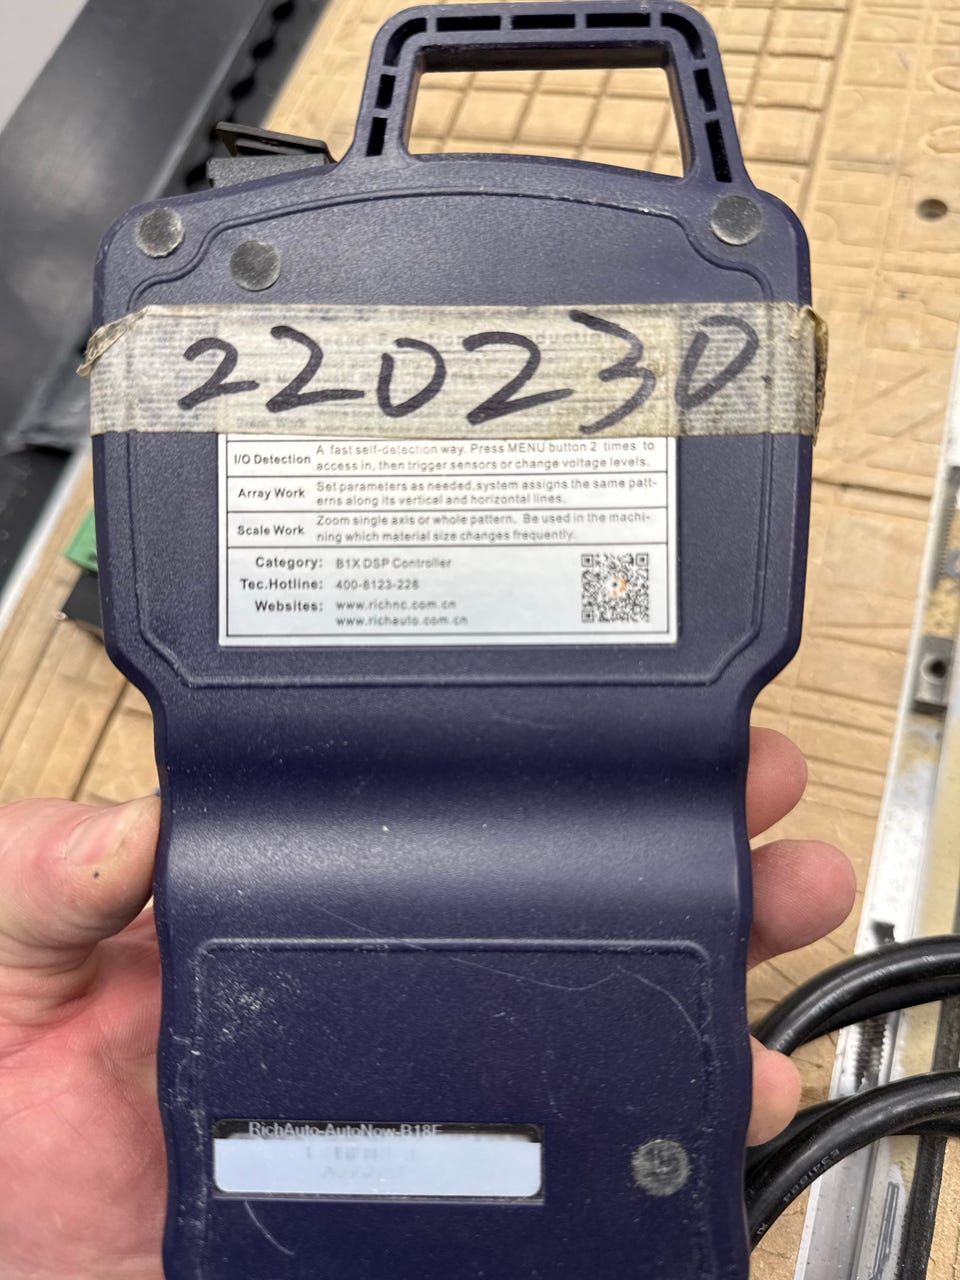 220230
I/O Detection A fast self-detection way. Press MENU button 2 times to
access in, then trigger sensors or change voltage levels.
Array Work Set parameters as needed,system assigns the same patt-
erns along its vertical and horizontal lines.
Scale Work Zoom single axis or whole pattern. Be used in the machi-
ning which material size changes frequently.
Category: B1X DSP Controller
Tec.Hotline: 400-8123-228
Websites: www.richnc.com.cn
www.richauto.com.cn
RichAuto-AutoNow-B18E